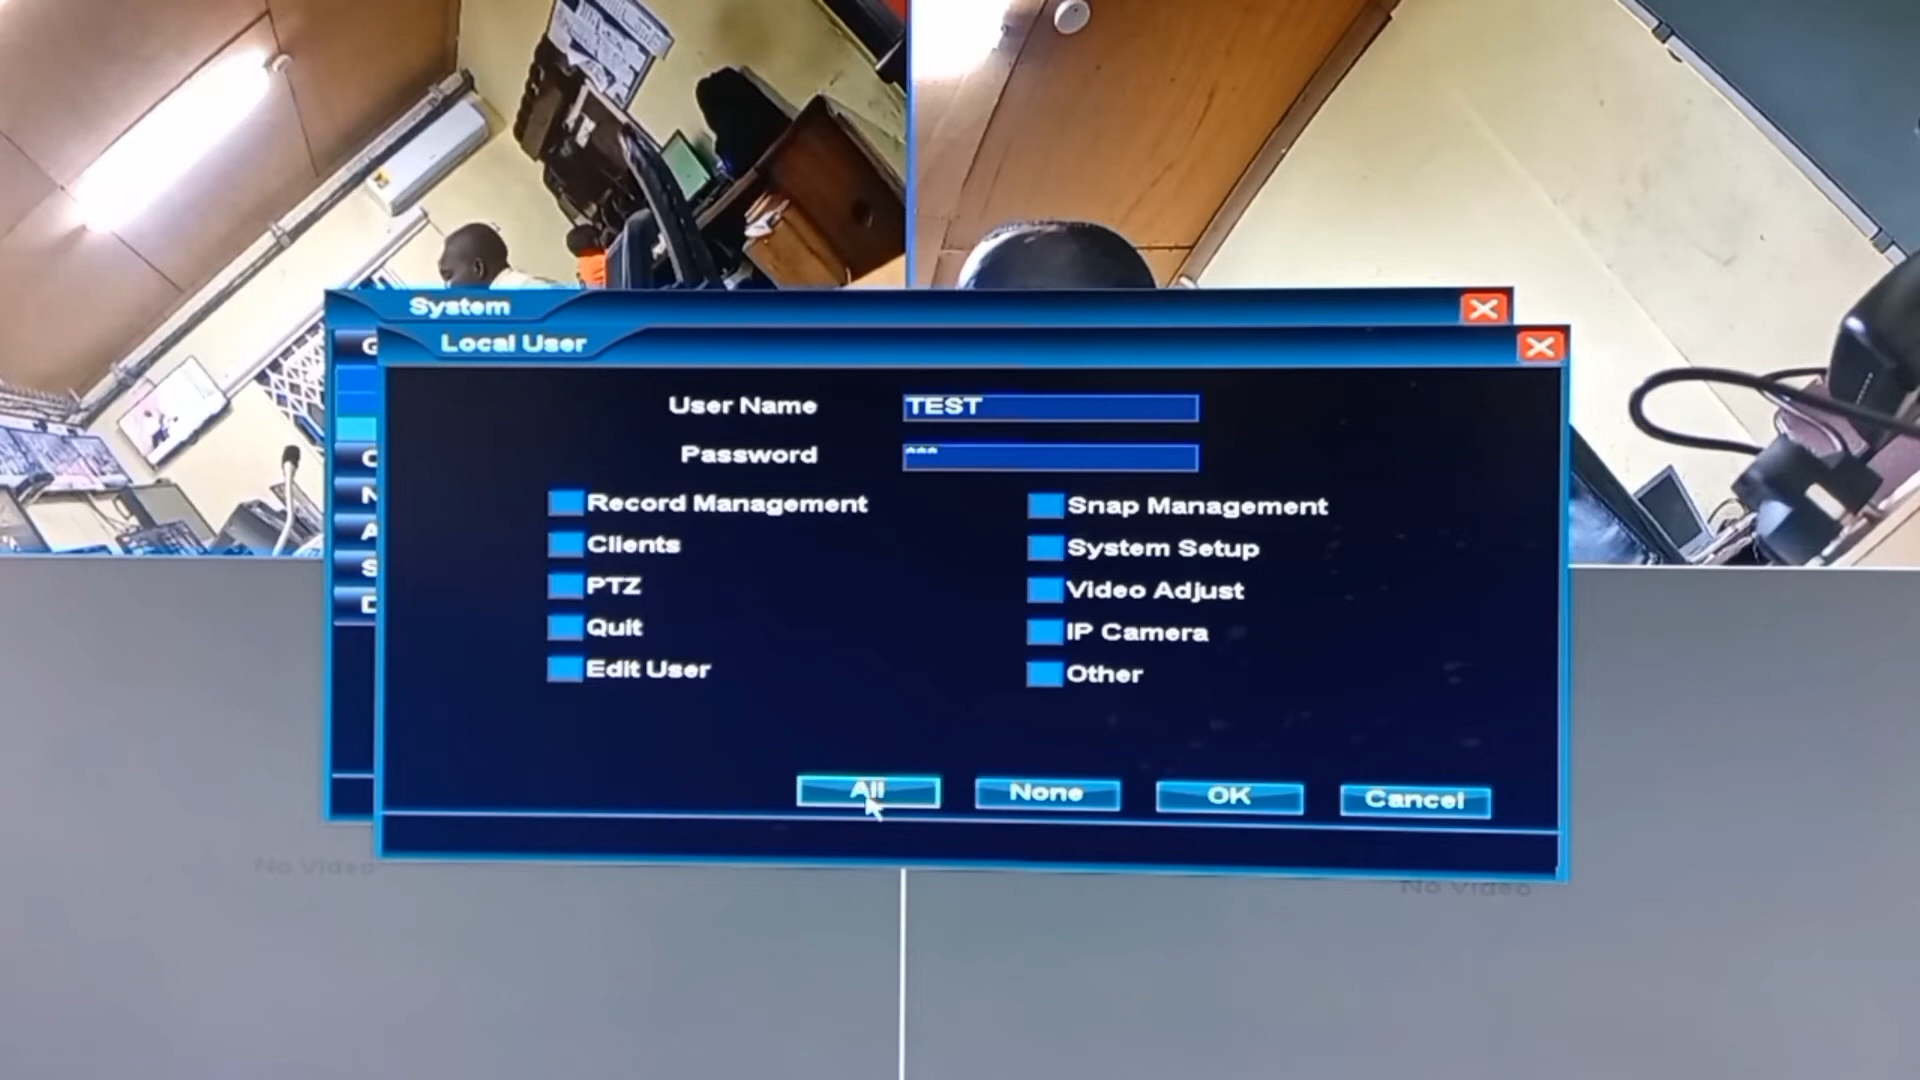 System
Local User
User Name TEST
Password ***
Record Management Snap Management
Clients System Setup
PTZ Video Adjust
Quit IP Camera
Edit User Other
All None OK Cancel
No Video No Video